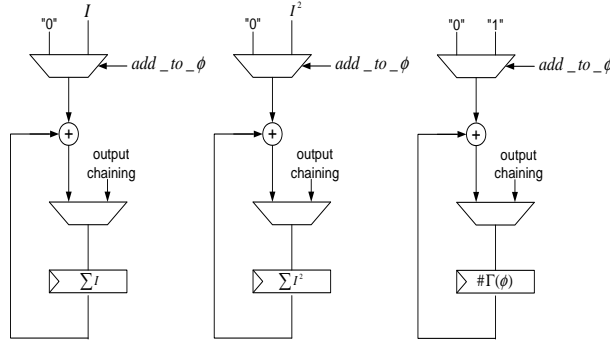 "0" I "0" I² "0" "1"
add_to_ϕ add_to_ϕ add_to_ϕ
+ + +
output output output
chaining chaining chaining
∑I ∑I² #Γ(ϕ)